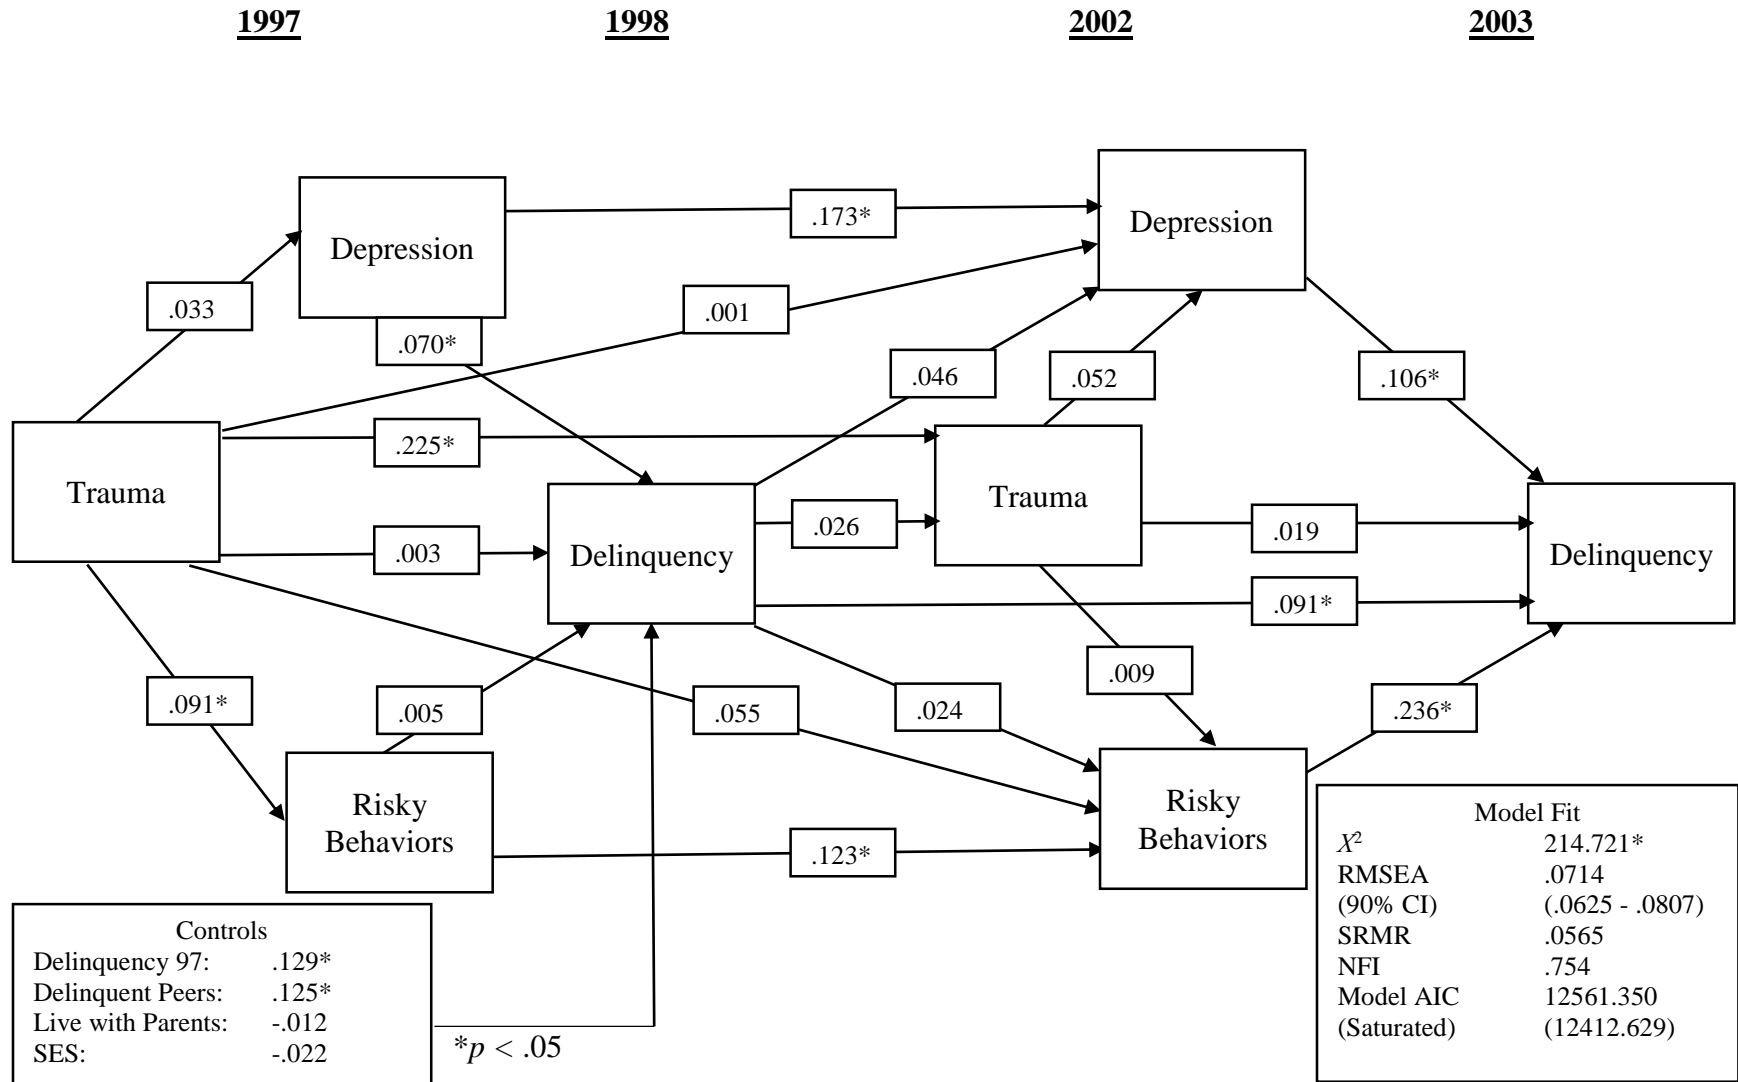 1997
1998
2002
2003
Depression
.173*
Depression
.033
.070*
.001
.046
.052
.106*
Trauma
.225*
Trauma
.003
Delinquency
.026
.019
Delinquency
.091*
.091*
.005
.055
.024
.009
.236*
Risky
Behaviors
.123*
Risky
Behaviors
Controls
Delinquency 97: .129*
Delinquent Peers: .125*
Live with Parents: -.012
SES: -.022
*p < .05
Model Fit
X² 214.721*
RMSEA .0714
(90% CI) (.0625 - .0807)
SRMR .0565
NFI .754
Model AIC 12561.350
(Saturated) (12412.629)